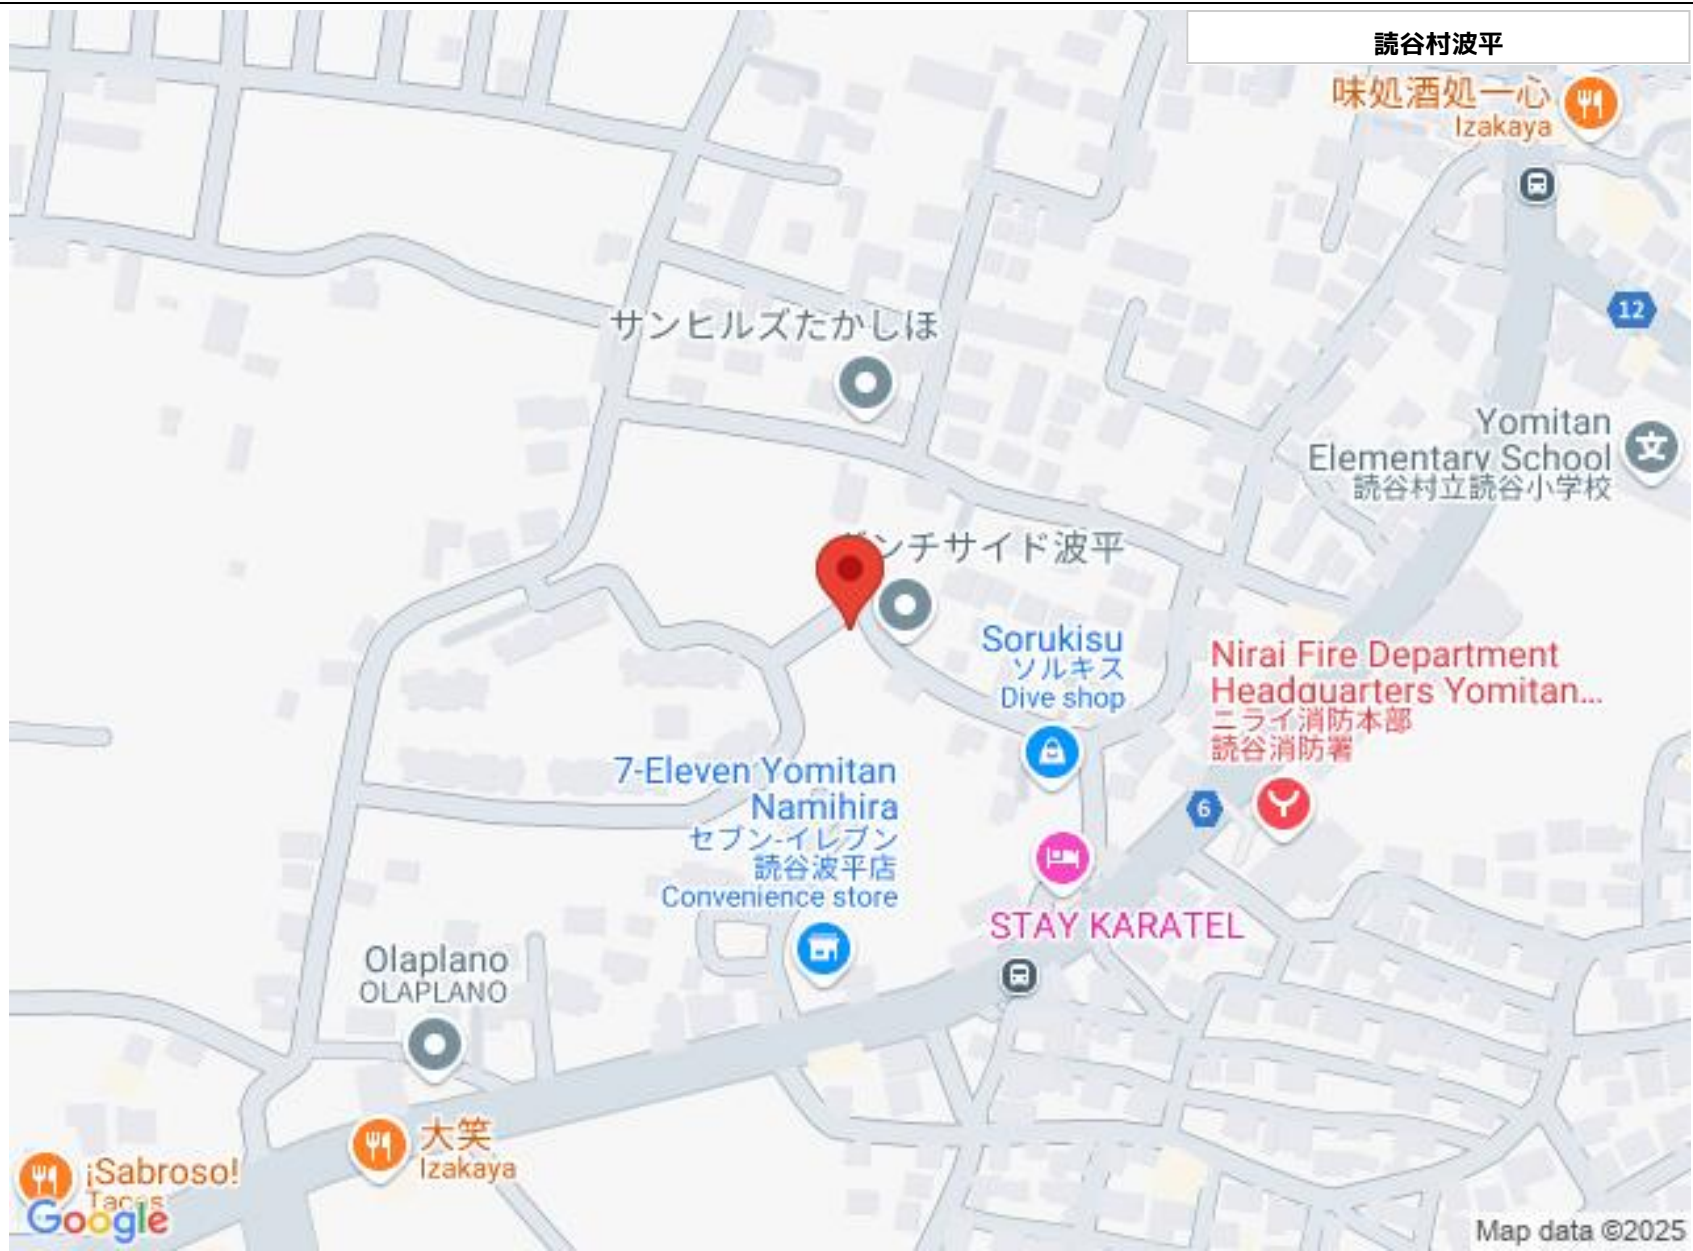 読谷村波平
味処酒処一心
Izakaya
12
サンヒルズたかしほ
Yomitan
Elementary School
読谷村立読谷小学校
ンチサイド波平
Sorukisu
ソルキス
Dive shop
Nirai Fire Department
Headquarters Yomitan...
ニライ消防本部
読谷消防署
7-Eleven Yomitan
Namihira
セブン-イレブン
読谷波平店
Convenience store
6
STAY KARATEL
Olaplano
OLAPLANO
大笑
Izakaya
¡Sabroso!
Tacos
Google
Map data ©2025